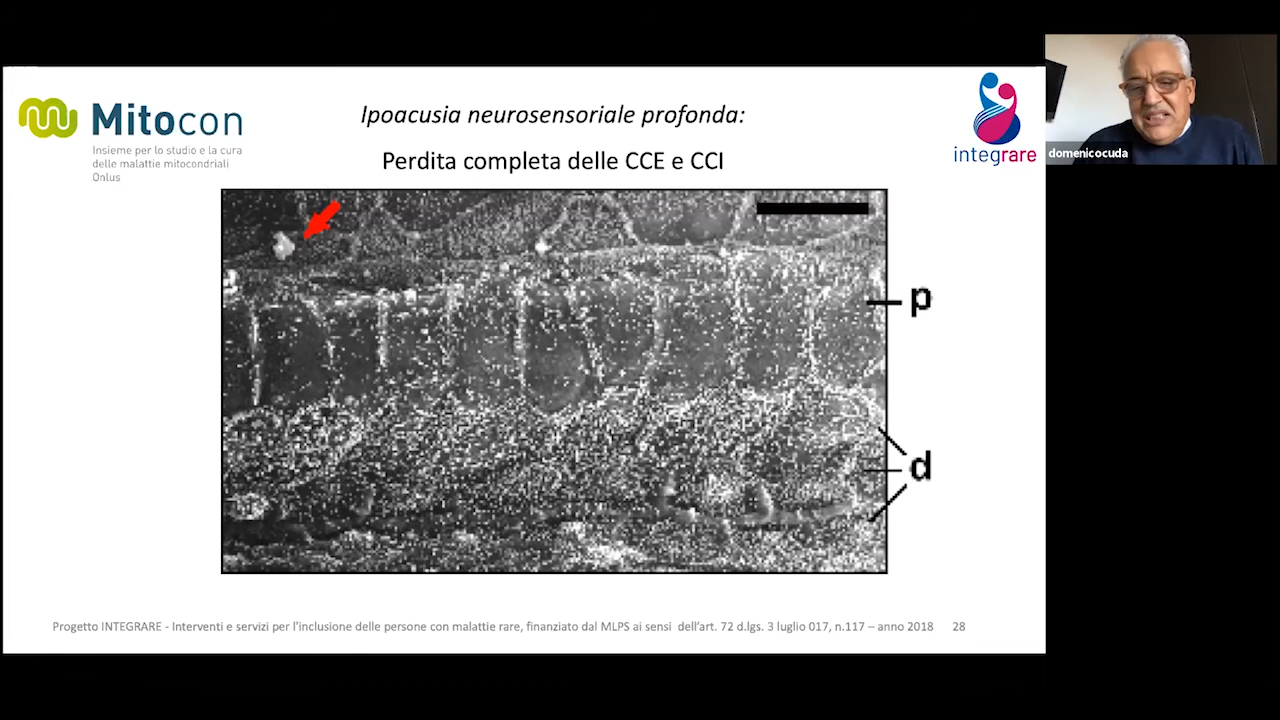 Mitocon
Insieme per lo studio e la cura
delle malattie mitocondriali
Onlus
Ipoacusia neurosensoriale profonda:
Perdita completa delle CCE e CCI
integrare
domenicocuda
p
d
Progetto INTEGRARE - Interventi e servizi per l'inclusione delle persone con malattie rare, finanziato dal MLPS ai sensi dell'art. 72 d.lgs. 3 luglio 017, n.117 – anno 2018 28